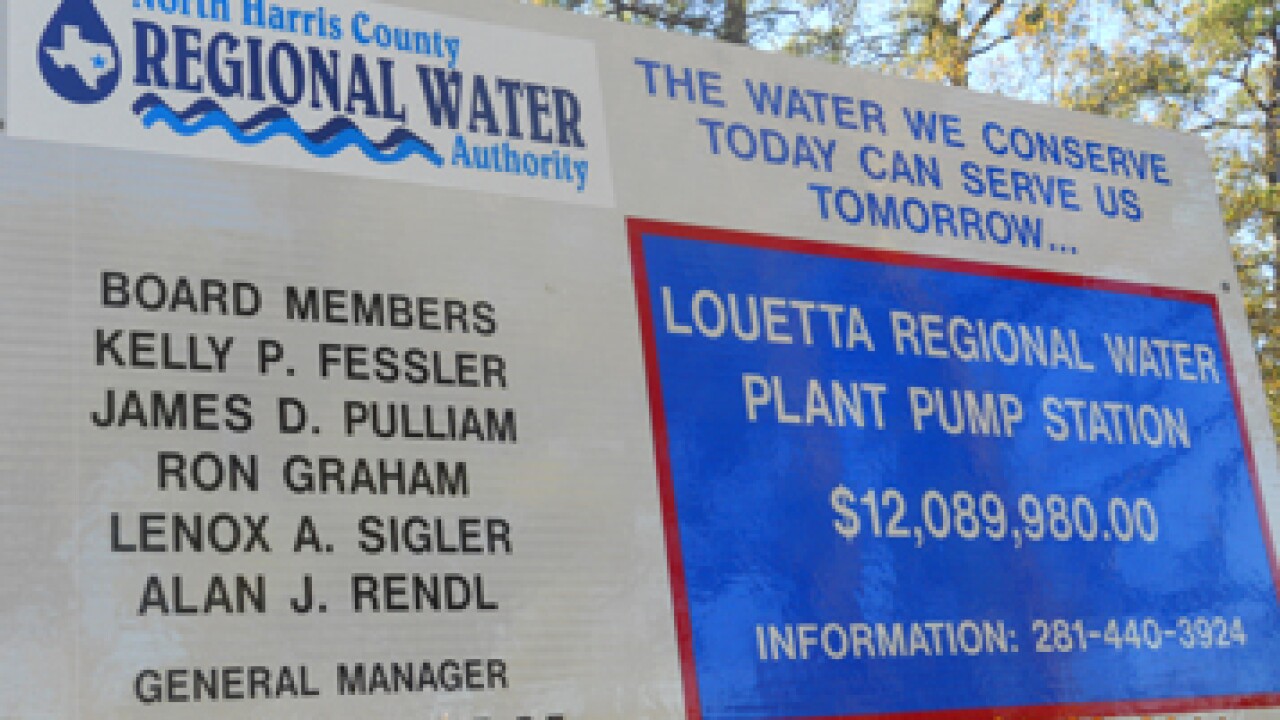 North Harris County
REGIONAL WATER
Authority
BOARD MEMBERS
KELLY P. FESSLER
JAMES D. PULLIAM
RON GRAHAM
LENOX A. SIGLER
ALAN J. RENDL
GENERAL MANAGER
THE WATER WE CONSERVE
TODAY CAN SERVE US
TOMORROW...
LOUETTA REGIONAL WATER
PLANT PUMP STATION
$12,089,980.00
INFORMATION: 281-440-3924